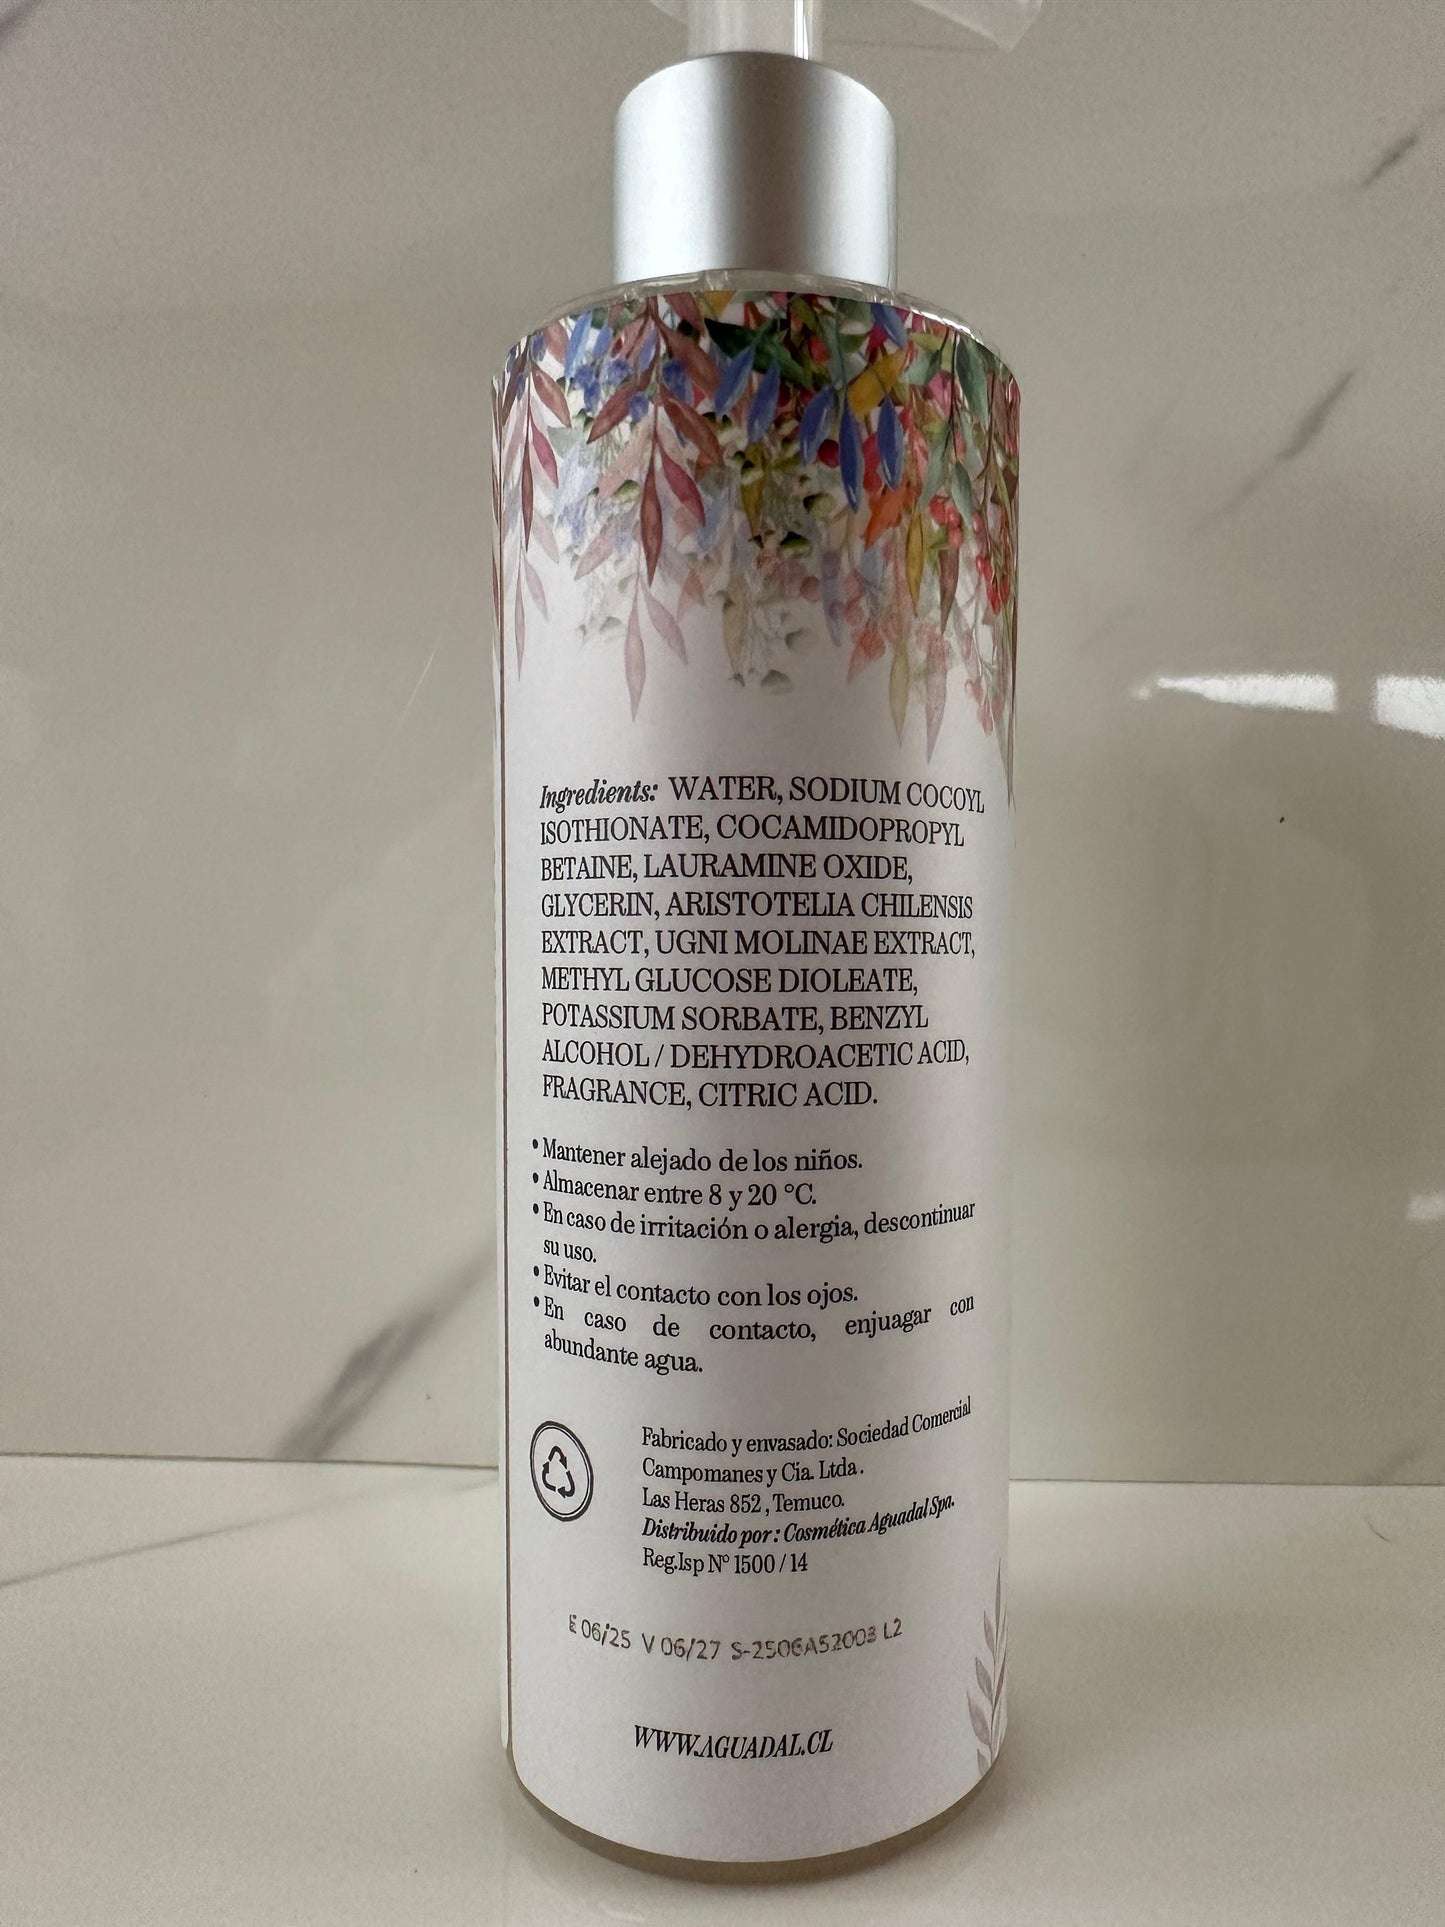 Ingredients: WATER, SODIUM COCOYL
ISOTHIONATE, COCAMIDOPROPYL
BETAINE, LAURAMINE OXIDE,
GLYCERIN, ARISTOTELIA CHILENSIS
EXTRACT, UGNI MOLINAE EXTRACT,
METHYL GLUCOSE DIOLEATE,
POTASSIUM SORBATE, BENZYL
ALCOHOL / DEHYDROACETIC ACID,
FRAGRANCE, CITRIC ACID.
• Mantener alejado de los niños.
• Almacenar entre 8 y 20 °C.
• En caso de irritación o alergia, descontinuar
su uso.
• Evitar el contacto con los ojos.
• En caso de contacto, enjuagar con
abundante agua.
Fabricado y envasado: Sociedad Comercial
Campomanes y Cia. Ltda.
Las Heras 852, Temuco.
Distribuido por: Cosmética Aguadal Spa.
Reg.Isp N° 1500 / 14
E 06/25 V 06/27 S-2506A52003 L2
WWW.AGUADAL.CL